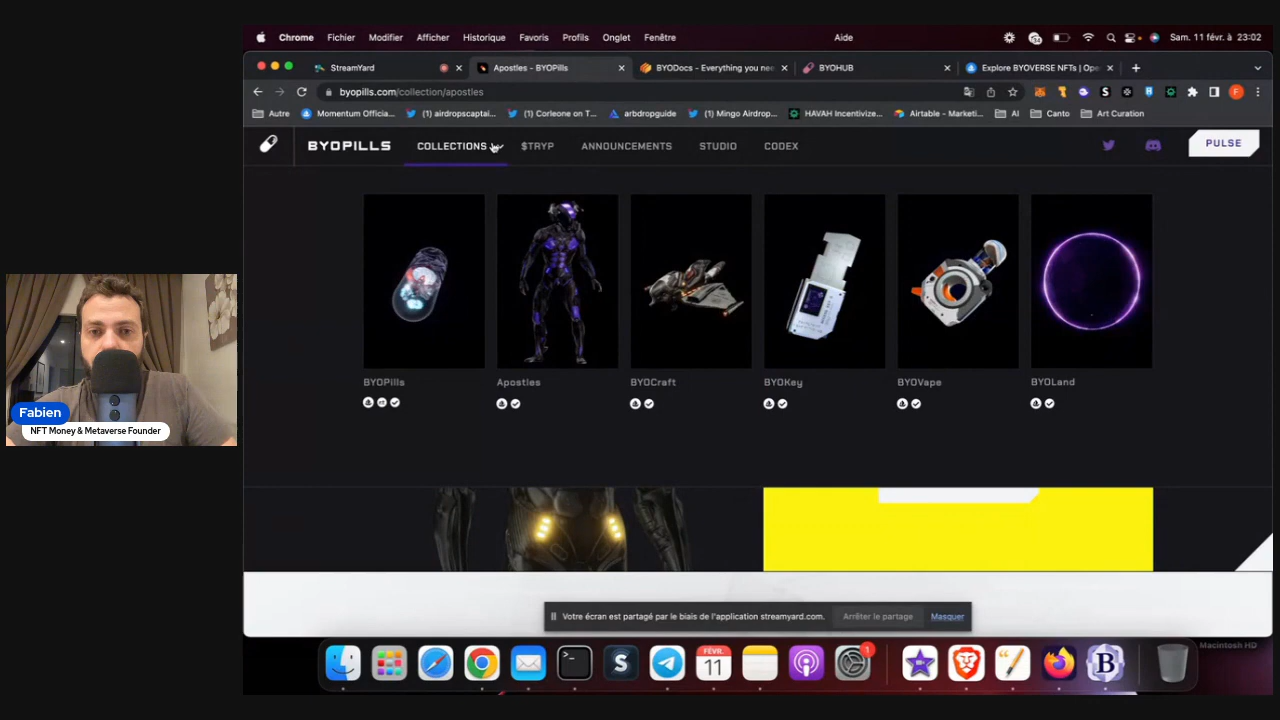 Chrome Fichier Modifier Afficher Historique Favoris Profils Onglet Fenêtre Aide Sam. 11 févr à 23:02
StreamYard Apostles - BYOPills BYODocs - Everything you nee BYOHUB Explore BYOVERSE NFTs | Ope
byopills.com/collection/apostles F
Autre Momentum Officia... (1) airdropscaptai... (1) Corleone on T... arbdropguide (1) Mingo Airdrop... HAVAH Incentivize... Airtable - Marketi... AI Canto Art Curation
BYOPILLS COLLECTIONS $TRYP ANNOUNCEMENTS STUDIO CODEX PULSE
BYOPills Apostles BYOCraft BYOKey BYOVape BYOLand
Fabien
NFT Money & Metaverse Founder
Votre écran est partagé par le biais de l'application streamyard.com. Arrêter le partage Masquer
Macintosh HD
FÉVR.
11
S
1
B